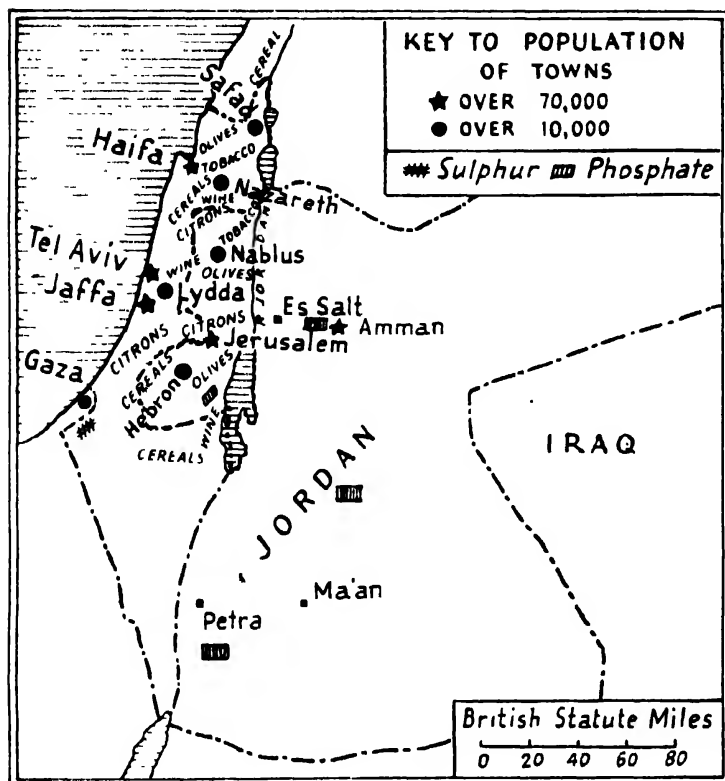 KEY TO POPULATION
OF TOWNS
★ OVER 70,000
● OVER 10,000
Sulphur Phosphate
CEREAL
Safad
OLIVES
Haifa
TOBACCO
CEREALS
Nazareth
WINE
CITRONS
TOBACCO
R. JORDAN
Tel Aviv
Nablus
WINE
OLIVES
Jaffa
Lydda
Es Salt
Amman
CITRONS
Jerusalem
CITRONS
Gaza
CEREALS
OLIVES
Hebron
WINE
CEREALS
JORDAN
IRAQ
Petra
Ma'an
British Statute Miles
0 20 40 60 80